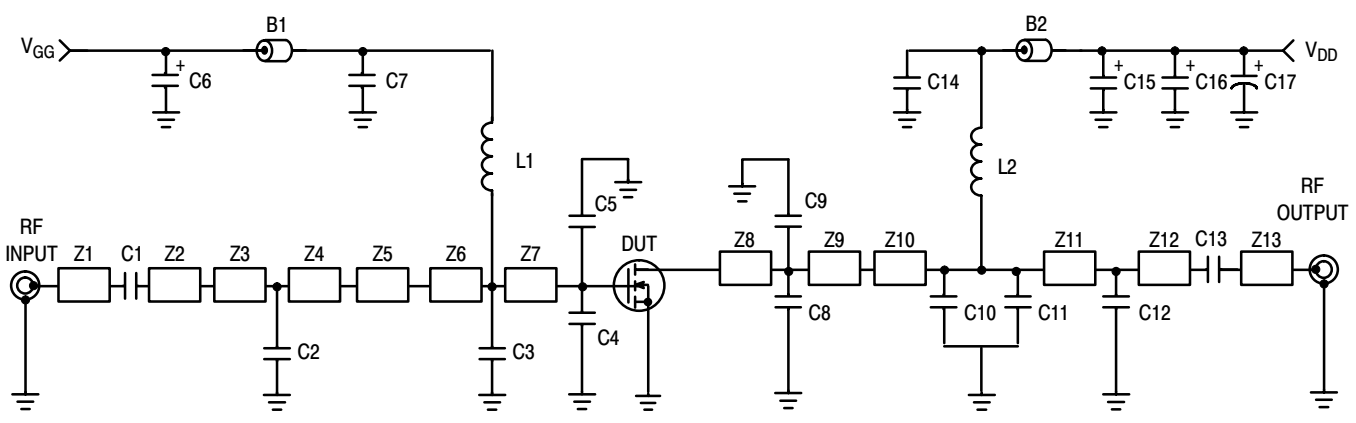 B1
B2
V_GG
V_DD
+
C6
C7
C14
+
C15
+
C16
+
C17
L1
L2
C5
C9
RF
INPUT
RF
OUTPUT
Z1
C1
Z2
Z3
Z4
Z5
Z6
Z7
DUT
Z8
Z9
Z10
Z11
Z12
C13
Z13
C2
C3
C4
C8
C10
C11
C12